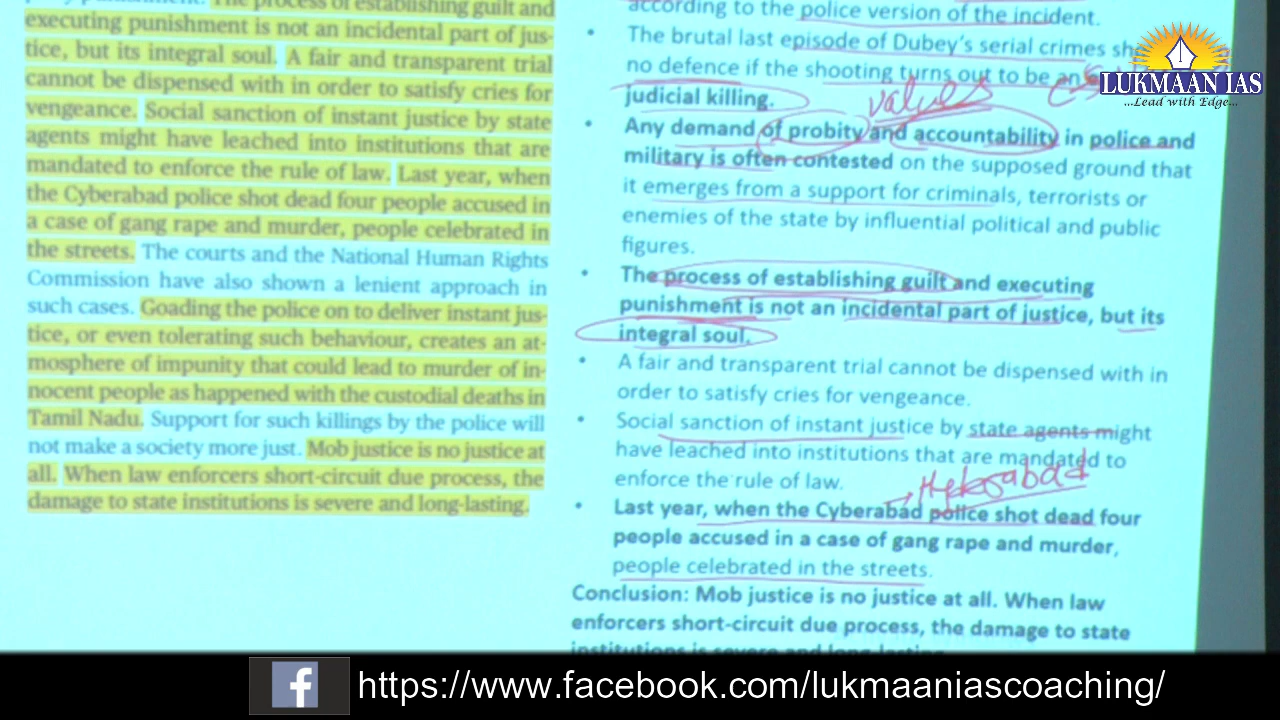 The process of establishing guilt and
executing punishment is not an incidental part of jus-
tice, but its integral soul. A fair and transparent trial
cannot be dispensed with in order to satisfy cries for
vengeance. Social sanction of instant justice by state
agents might have leached into institutions that are
mandated to enforce the rule of law. Last year, when
the Cyberabad police shot dead four people accused in
a case of gang rape and murder, people celebrated in
the streets. The courts and the National Human Rights
Commission have also shown a lenient approach in
such cases. Goading the police on to deliver instant jus-
tice, or even tolerating such behaviour, creates an at-
mosphere of impunity that could lead to murder of in-
nocent people as happened with the custodial deaths in
Tamil Nadu. Support for such killings by the police will
not make a society more just. Mob justice is no justice at
all. When law enforcers short-circuit due process, the
damage to state institutions is severe and long-lasting.
according to the police version of the incident.
• The brutal last episode of Dubey's serial crimes
no defence if the shooting turns out to be an
judicial killing.
values
• Any demand of probity and accountability in police and
military is often contested on the supposed ground that
it emerges from a support for criminals, terrorists or
enemies of the state by influential political and public
figures.
• The process of establishing guilt and executing
punishment is not an incidental part of justice, but its
integral soul.
• A fair and transparent trial cannot be dispensed with in
order to satisfy cries for vengeance.
• Social sanction of instant justice by state agents might
have leached into institutions that are mandated to
enforce the rule of law.
• Last year, when the Cyberabad police shot dead four
people accused in a case of gang rape and murder,
people celebrated in the streets.
Conclusion: Mob justice is no justice at all. When law
enforcers short-circuit due process, the damage to state
institutions is severe and long-lasting.
LUKMAAN IAS
...Lead with Edge...
f https://www.facebook.com/lukmaaniascoaching/